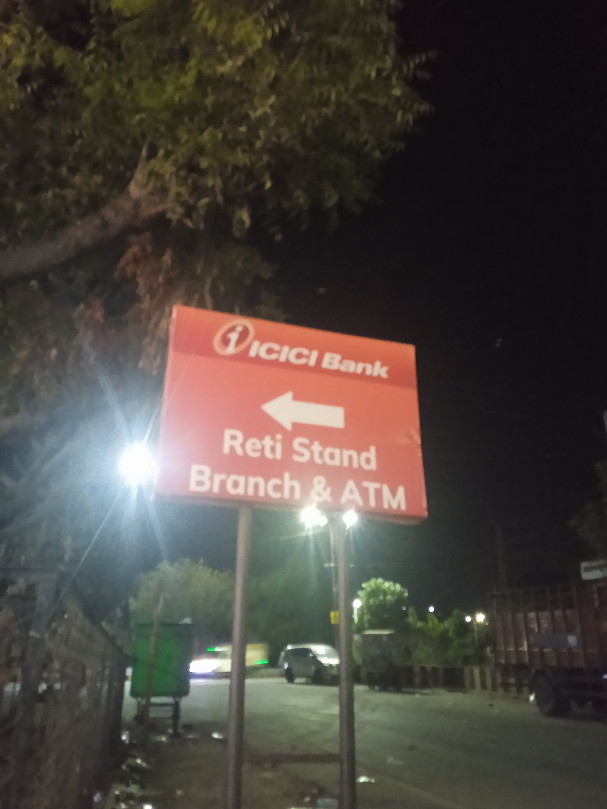 i ICICI Bank
Reti Stand
Branch & ATM